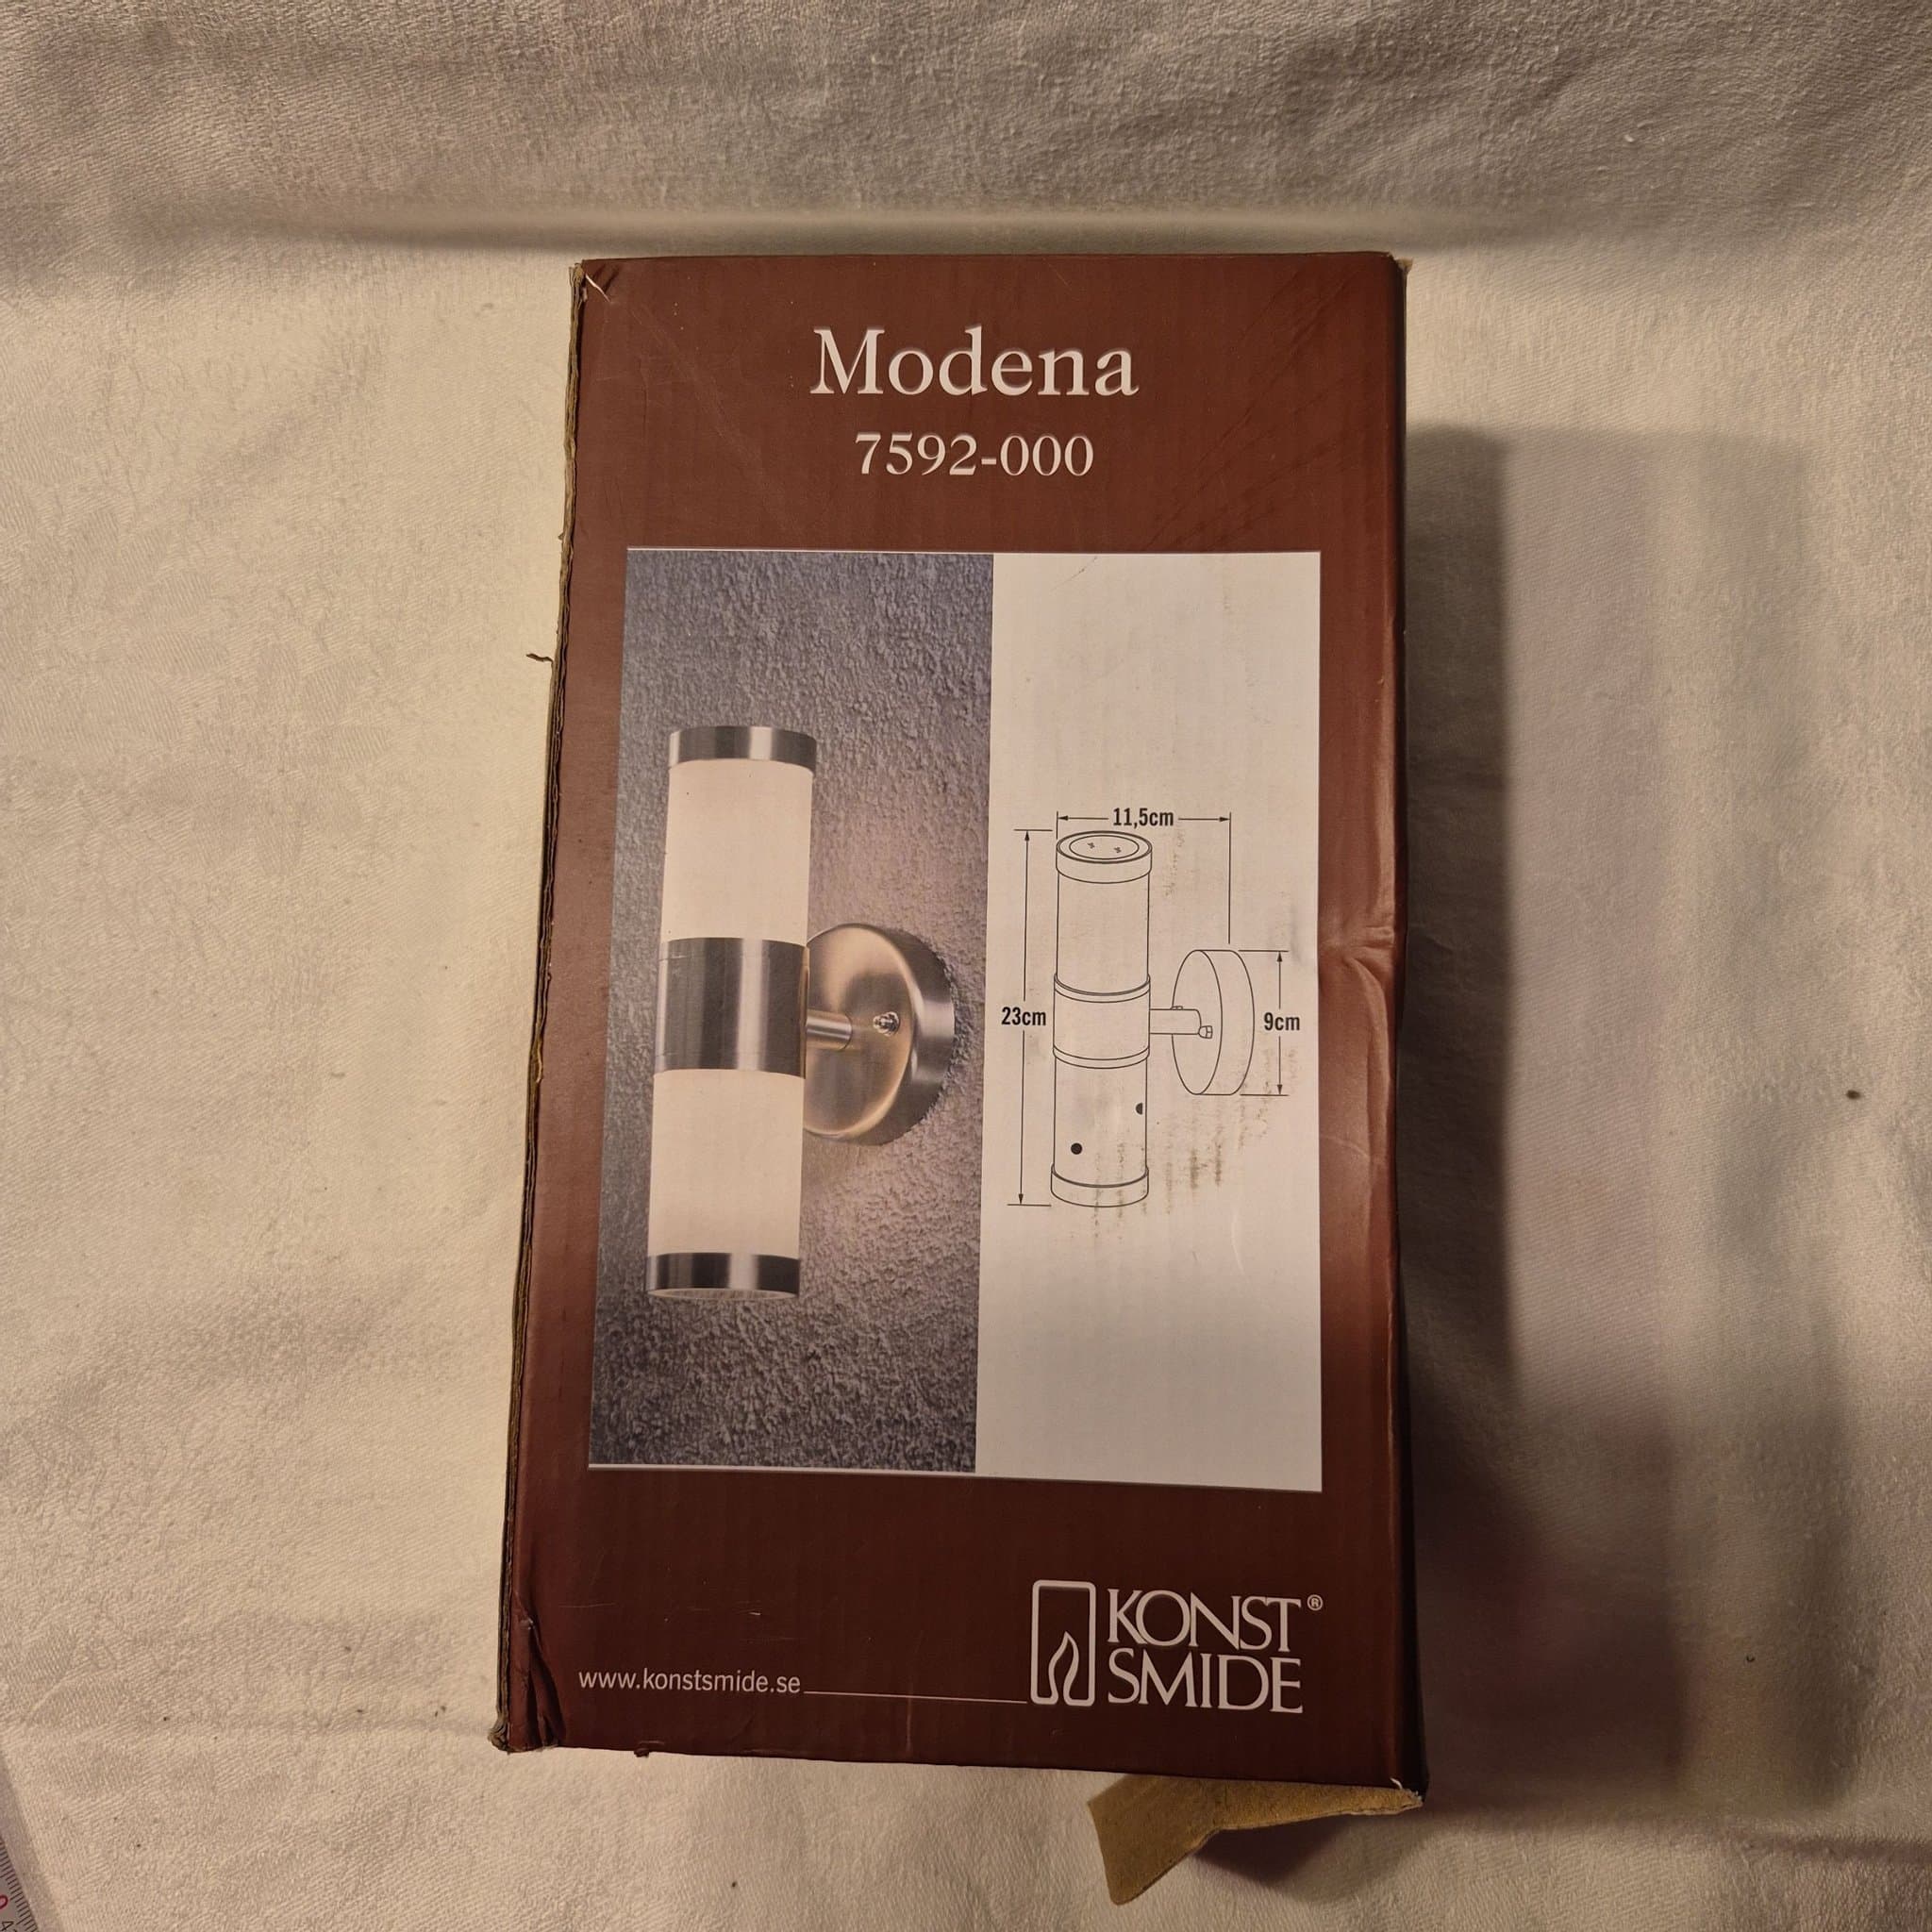 Modena
7592-000
11,5cm
23cm
9cm
www.konstsmide.se
KONST®
SMIDE